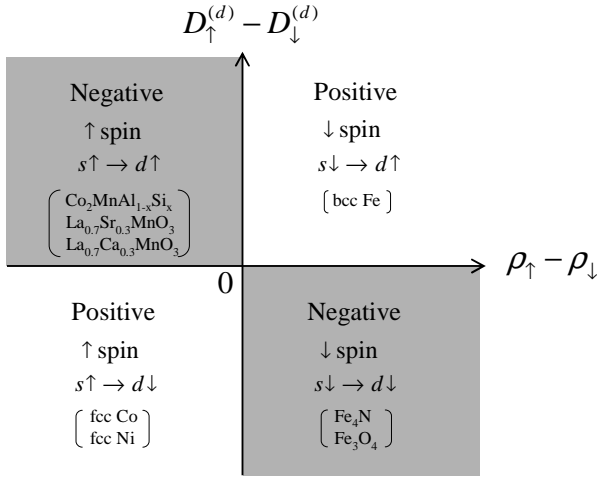 D↑^(d) − D↓^(d)
Negative
↑ spin
s↑ → d↑
Co₂MnAl₁₋ₓSiₓ
La₀.₇Sr₀.₃MnO₃
La₀.₇Ca₀.₃MnO₃
Positive
↓ spin
s↓ → d↑
bcc Fe
0
ρ↑ − ρ↓
Positive
↑ spin
s↑ → d↓
fcc Co
fcc Ni
Negative
↓ spin
s↓ → d↓
Fe₄N
Fe₃O₄